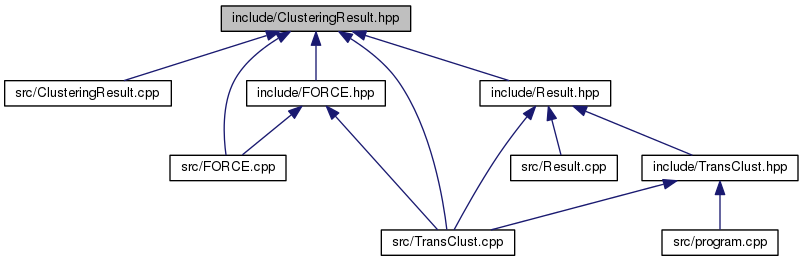 include/ClusteringResult.hpp
src/ClusteringResult.cpp
include/FORCE.hpp
include/Result.hpp
src/FORCE.cpp
src/Result.cpp
include/TransClust.hpp
src/TransClust.cpp
src/program.cpp